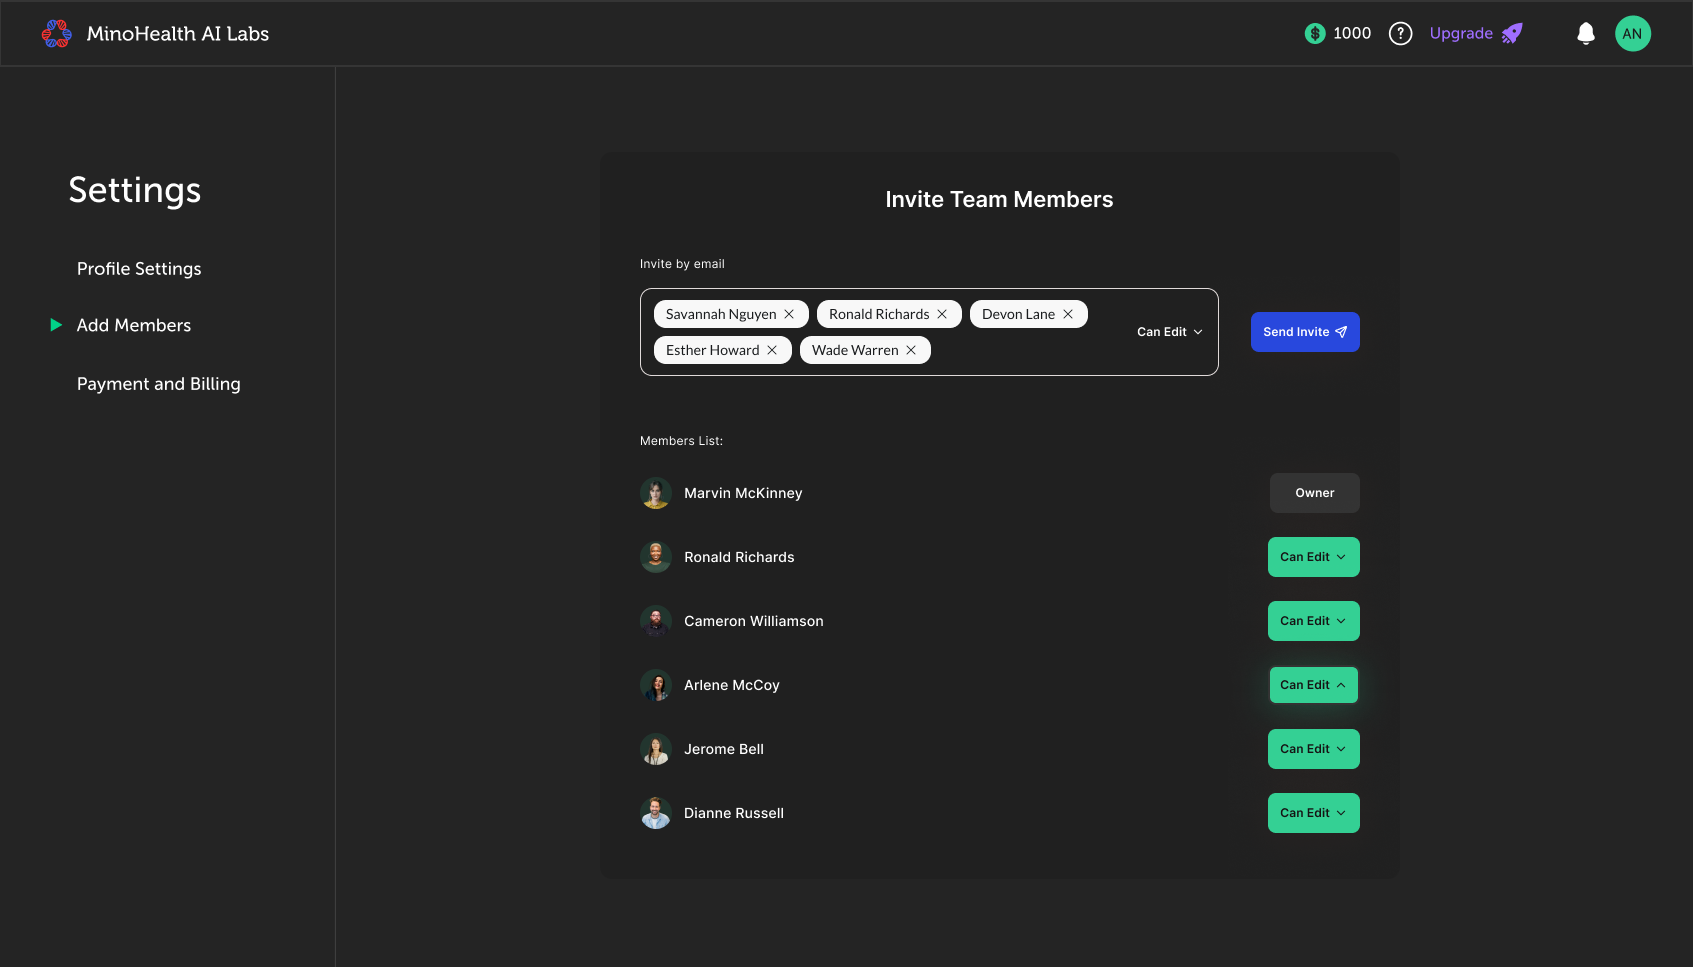 MinoHealth AI Labs
$ 1000 ? Upgrade AN
Settings
Profile Settings
Add Members
Payment and Billing
Invite Team Members
Invite by email
Savannah Nguyen Ronald Richards Devon Lane
Esther Howard Wade Warren
Can Edit
Send Invite
Members List:
Marvin McKinney Owner
Ronald Richards Can Edit
Cameron Williamson Can Edit
Arlene McCoy Can Edit
Jerome Bell Can Edit
Dianne Russell Can Edit